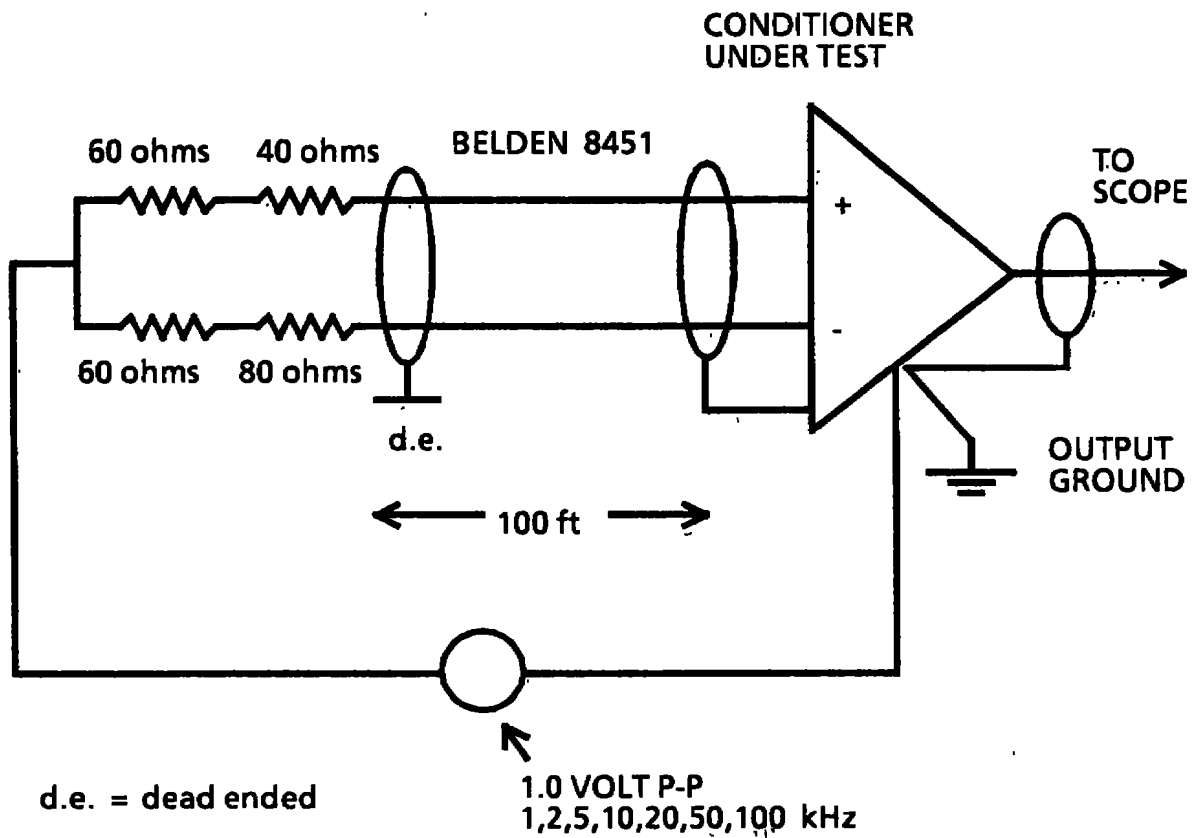 CONDITIONER
UNDER TEST
60 ohms
40 ohms
BELDEN 8451
TO
SCOPE
+
-
60 ohms
80 ohms
d.e.
OUTPUT
GROUND
100 ft
d.e. = dead ended
1.0 VOLT P-P
1,2,5,10,20,50,100 kHz